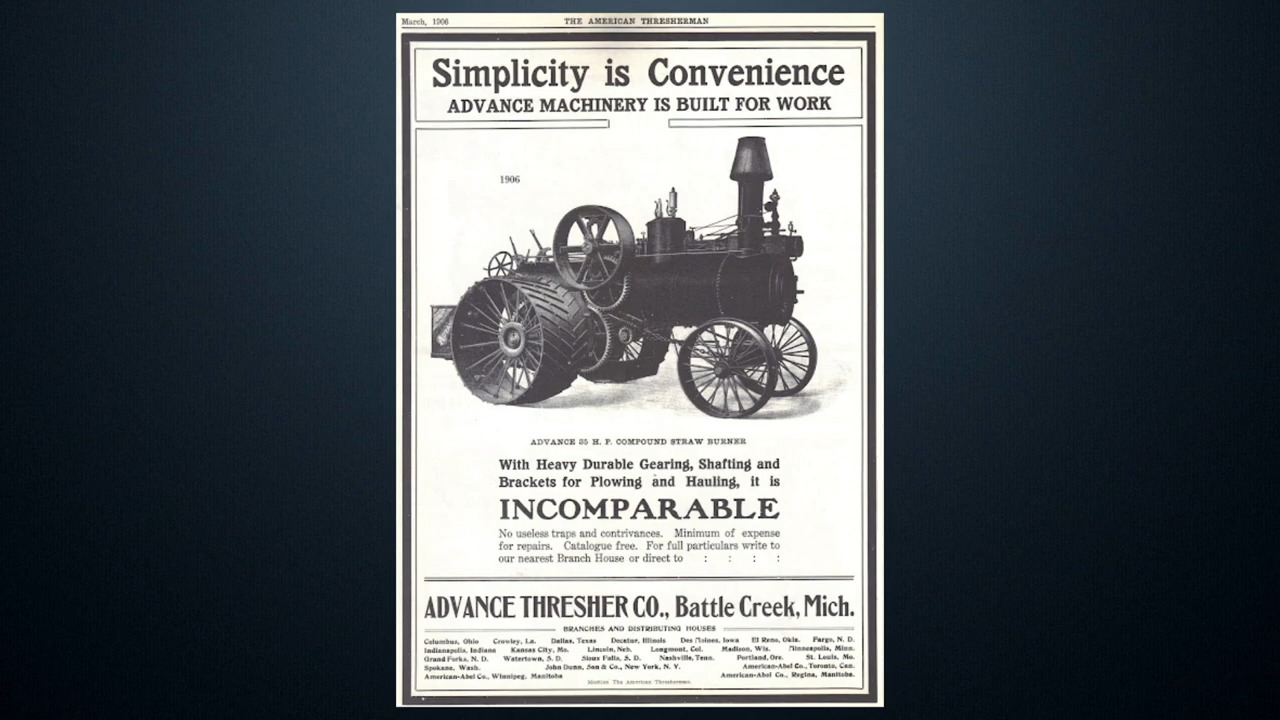 March, 1906 THE AMERICAN THRESHERMAN
Simplicity is Convenience
ADVANCE MACHINERY IS BUILT FOR WORK
1906
ADVANCE 35 H. P. COMPOUND STRAW BURNER
With Heavy Durable Gearing, Shafting and
Brackets for Plowing and Hauling, it is
INCOMPARABLE
No useless traps and contrivances. Minimum of expense
for repairs. Catalogue free. For full particulars write to
our nearest Branch House or direct to : : : :
ADVANCE THRESHER CO., Battle Creek, Mich.
BRANCHES AND DISTRIBUTING HOUSES
Columbus, Ohio Crowley, La. Dallas, Texas Decatur, Illinois Des Moines, Iowa El Reno, Okla. Fargo, N. D.
Indianapolis, Indiana Kansas City, Mo. Lincoln, Neb. Longmont, Col. Madison, Wis. Minneapolis, Minn.
Grand Forks, N. D. Watertown, S. D. Sioux Falls, S. D. Nashville, Tenn. Portland, Ore. St. Louis, Mo.
Spokane, Wash. John Dunn, Son & Co., New York, N. Y. American-Abel Co., Toronto, Can.
American-Abel Co., Winnipeg, Manitoba American-Abel Co., Regina, Manitoba.
Mention The American Thresherman.